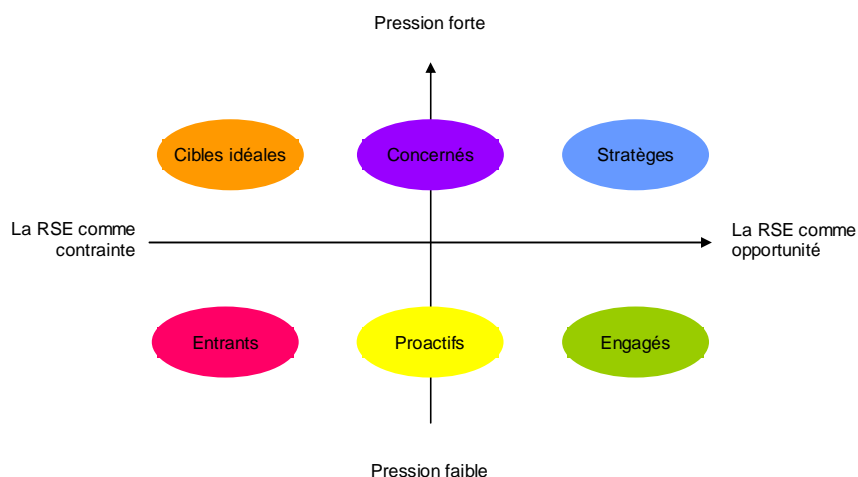 Pression forte
Cibles idéales
Concernés
Stratèges
La RSE comme
contrainte
La RSE comme
opportunité
Entrants
Proactifs
Engagés
Pression faible